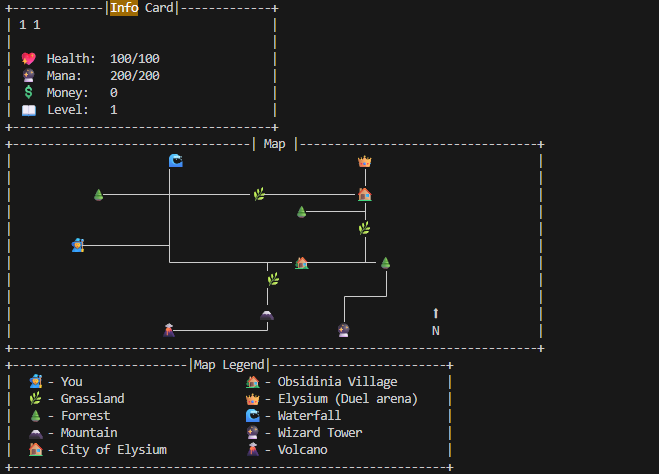 Info Card
1 1
Health: 100/100
Mana: 200/200
Money: 0
Level: 1
Map
N
Map Legend
- You
- Obsidinia Village
- Grassland
- Elysium (Duel arena)
- Forrest
- Waterfall
- Mountain
- Wizard Tower
- City of Elysium
- Volcano